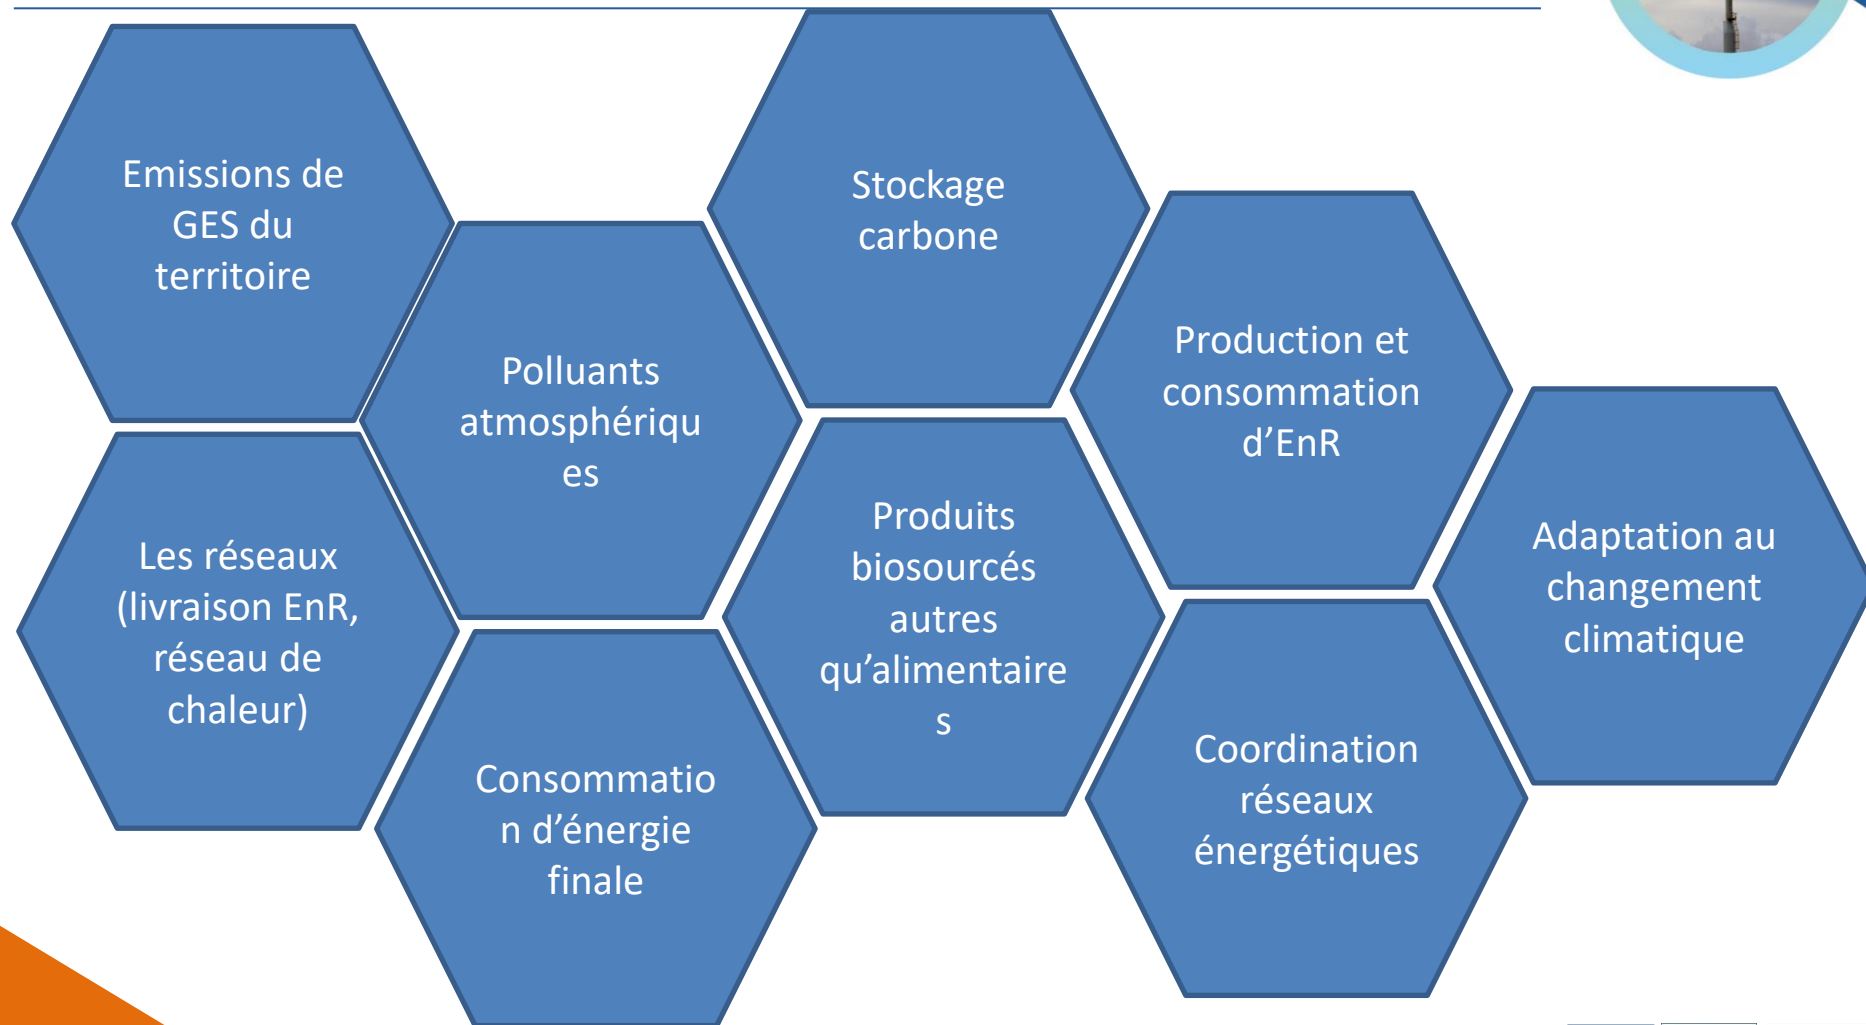 Emissions de
GES du
territoire
Stockage
carbone
Polluants
atmosphériqu
es
Production et
consommation
d’EnR
Les réseaux
(livraison EnR,
réseau de
chaleur)
Produits
biosourcés
autres
qu’alimentaire
s
Adaptation au
changement
climatique
Consommatio
n d’énergie
finale
Coordination
réseaux
énergétiques